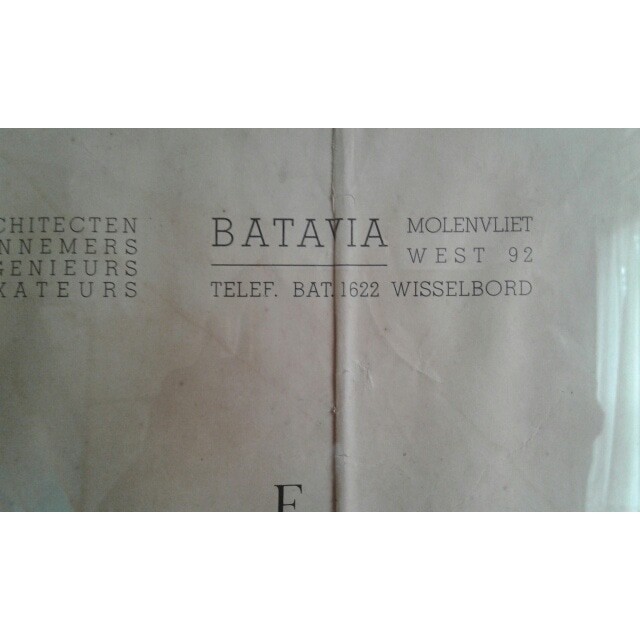 CHITECTEN
NNEMERS
GENIEURS
XATEURS
BATAVIA
MOLENVLIET
WEST 92
TELEF. BAT. 1622 WISSELBORD
E